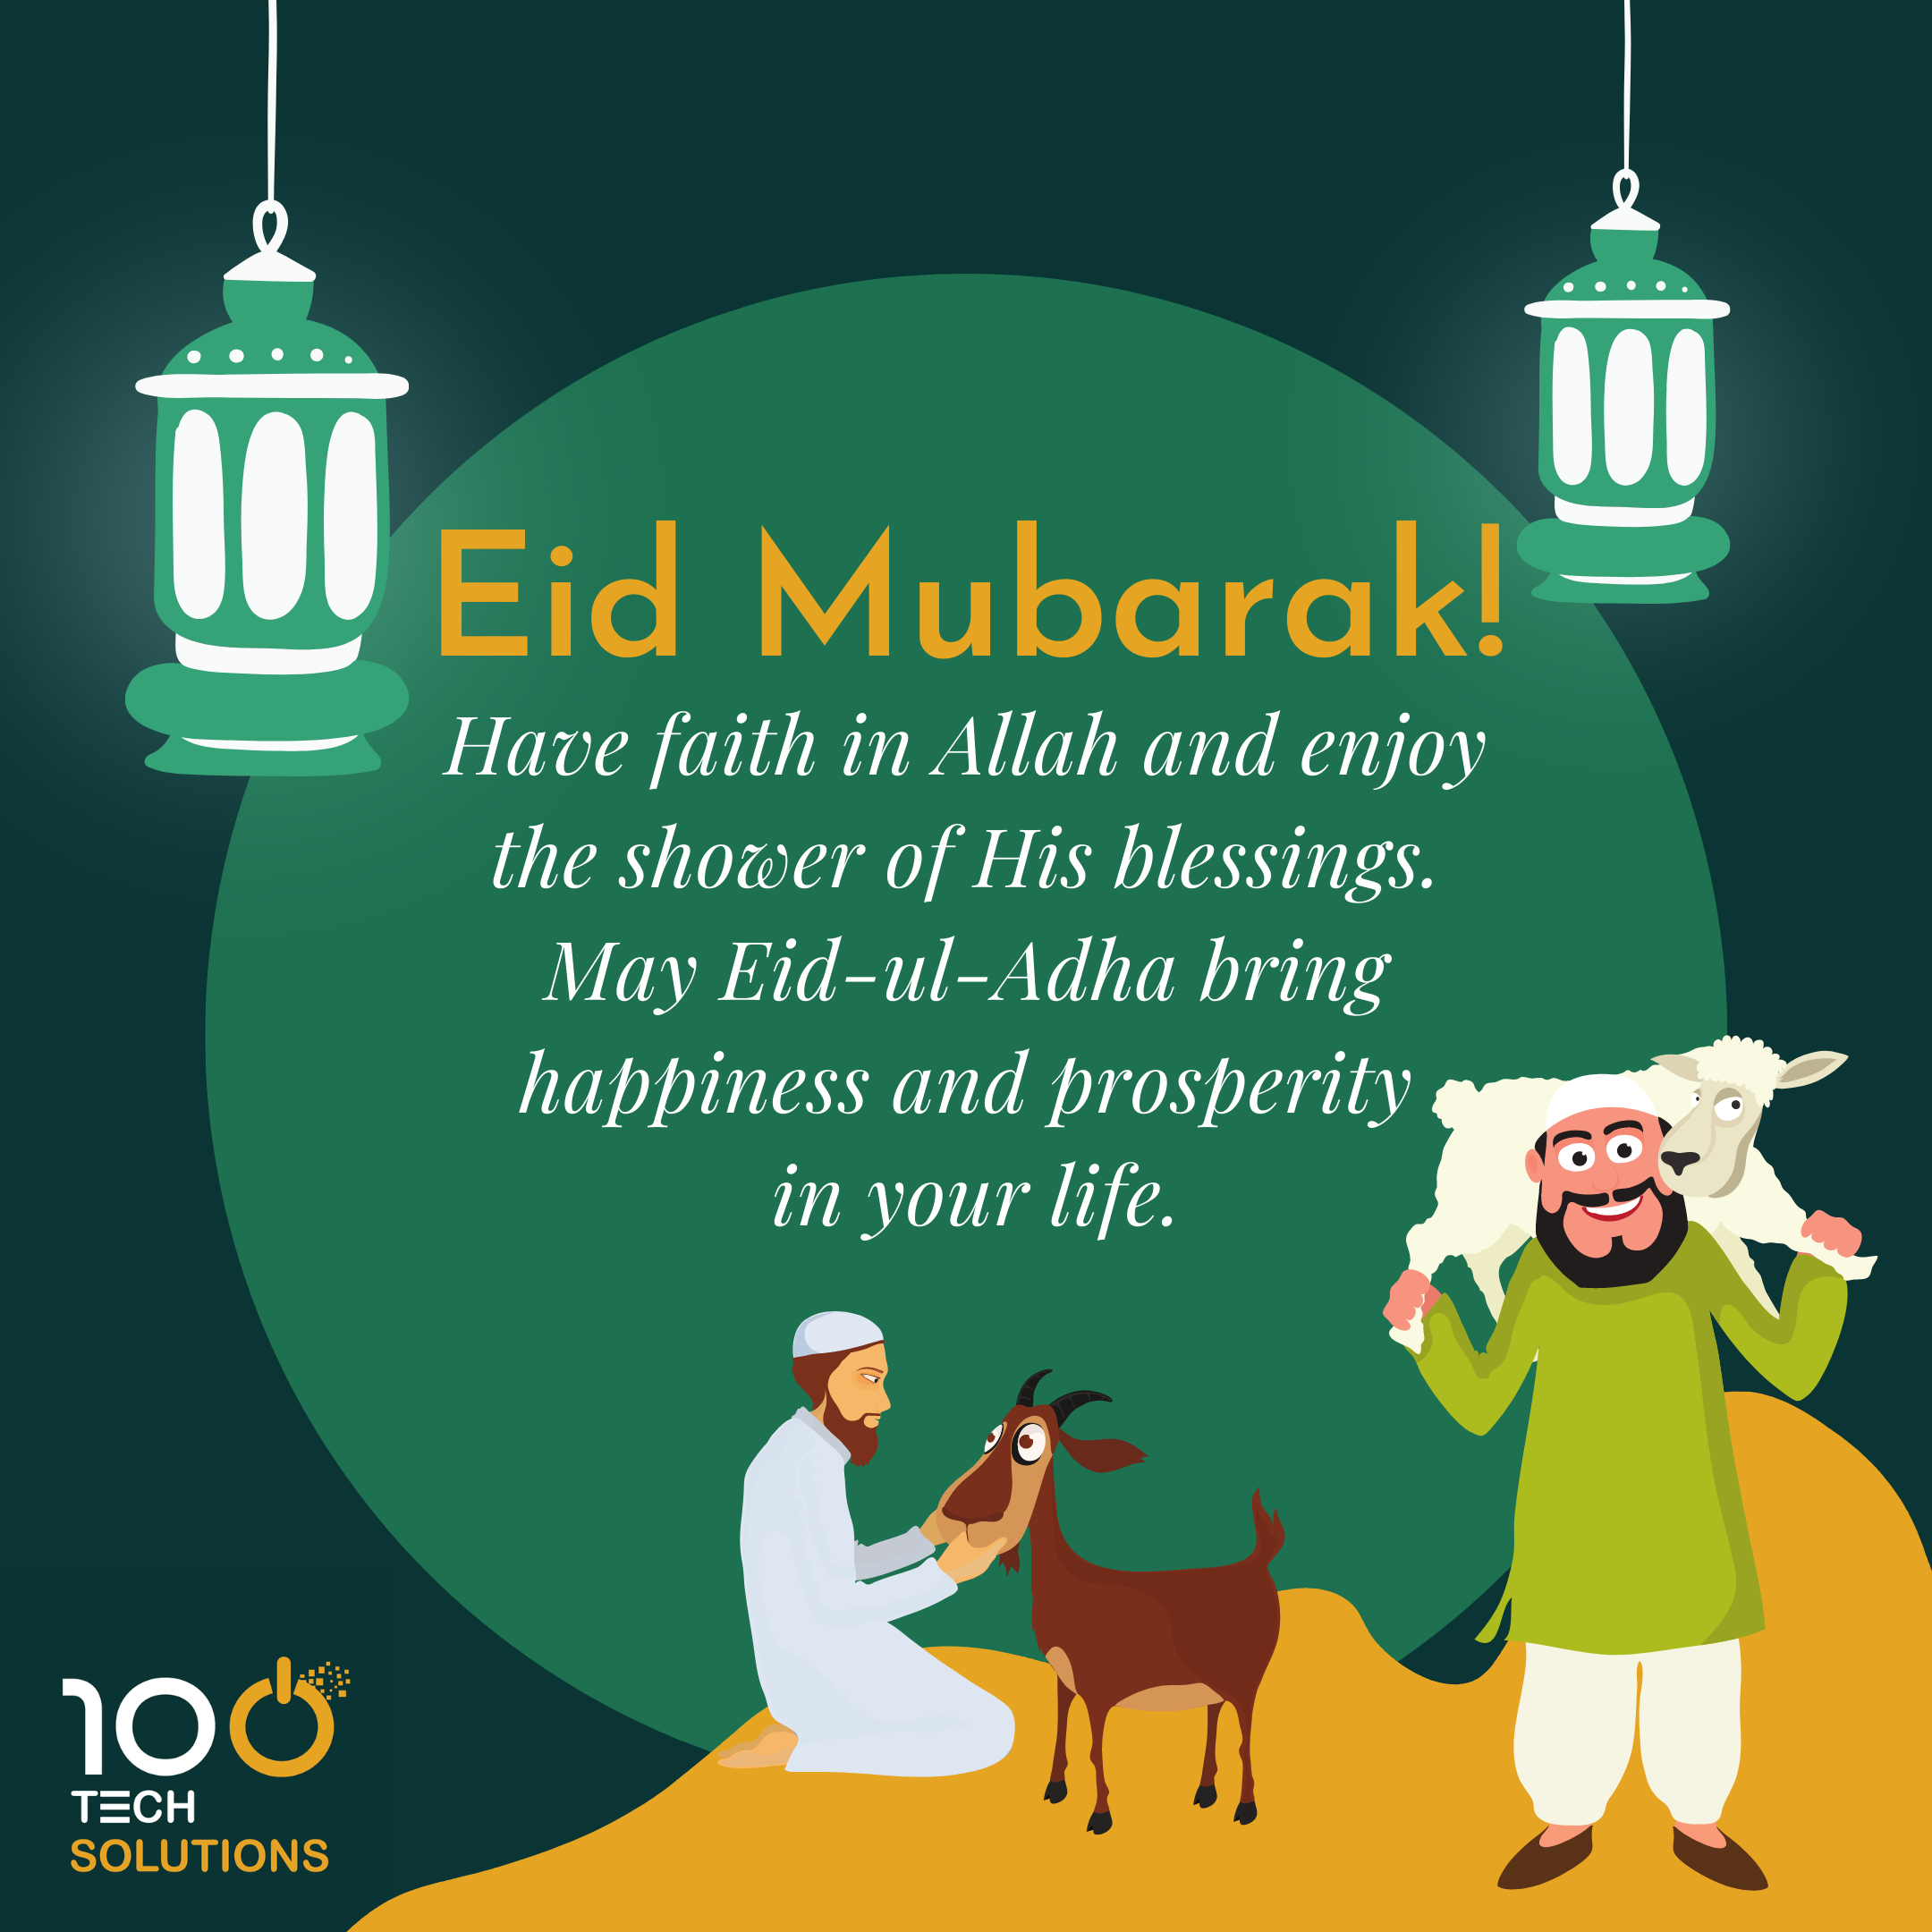 Eid Mubarak!
Have faith in Allah and enjoy
the shower of His blessings.
May Eid-ul-Adha bring
happiness and prosperity
in your life.
100
TECH
SOLUTIONS